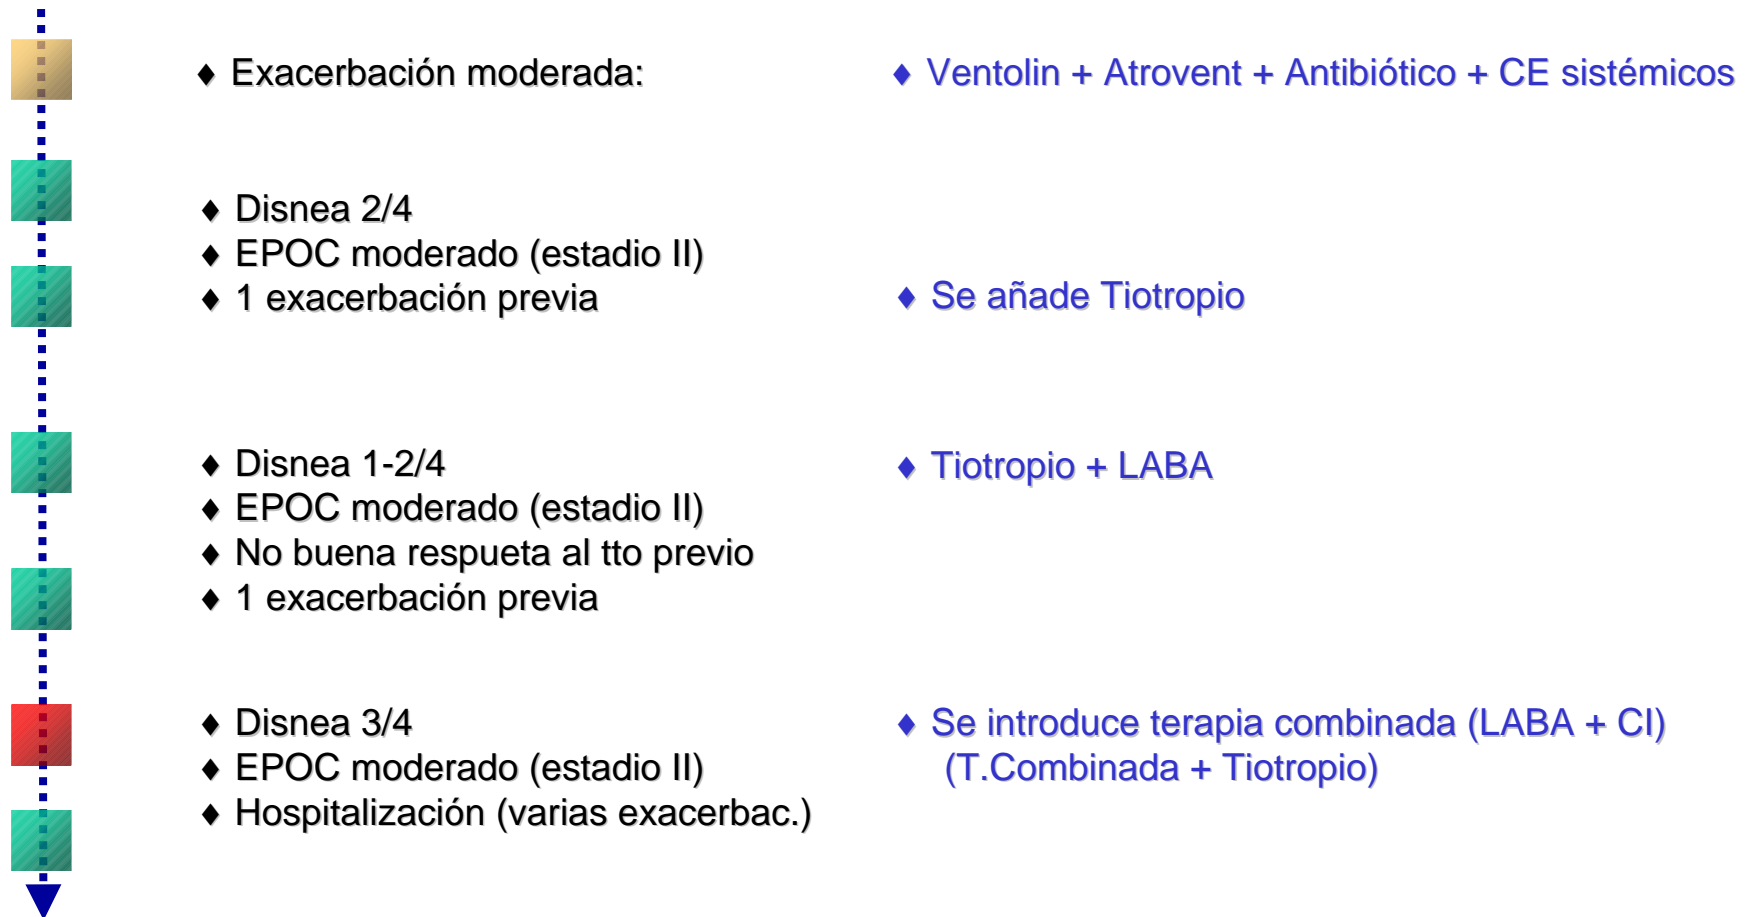 ♦ Exacerbación moderada:
♦ Ventolin + Atrovent + Antibiótico + CE sistémicos
♦ Disnea 2/4
♦ EPOC moderado (estadio II)
♦ 1 exacerbación previa
♦ Se añade Tiotropio
♦ Disnea 1-2/4
♦ EPOC moderado (estadio II)
♦ No buena respueta al tto previo
♦ 1 exacerbación previa
♦ Tiotropio + LABA
♦ Disnea 3/4
♦ EPOC moderado (estadio II)
♦ Hospitalización (varias exacerbac.)
♦ Se introduce terapia combinada (LABA + CI)
(T.Combinada + Tiotropio)